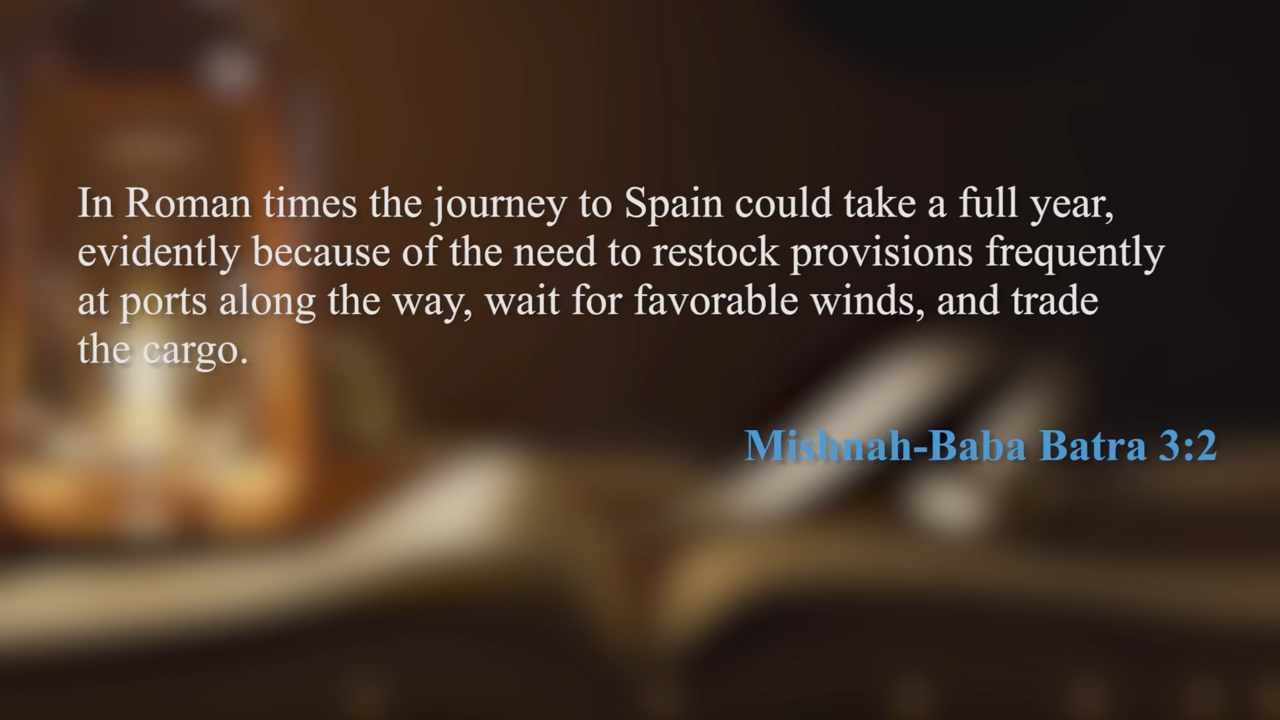 In Roman times the journey to Spain could take a full year,
evidently because of the need to restock provisions frequently
at ports along the way, wait for favorable winds, and trade
the cargo.
Mishnah-Baba Batra 3:2